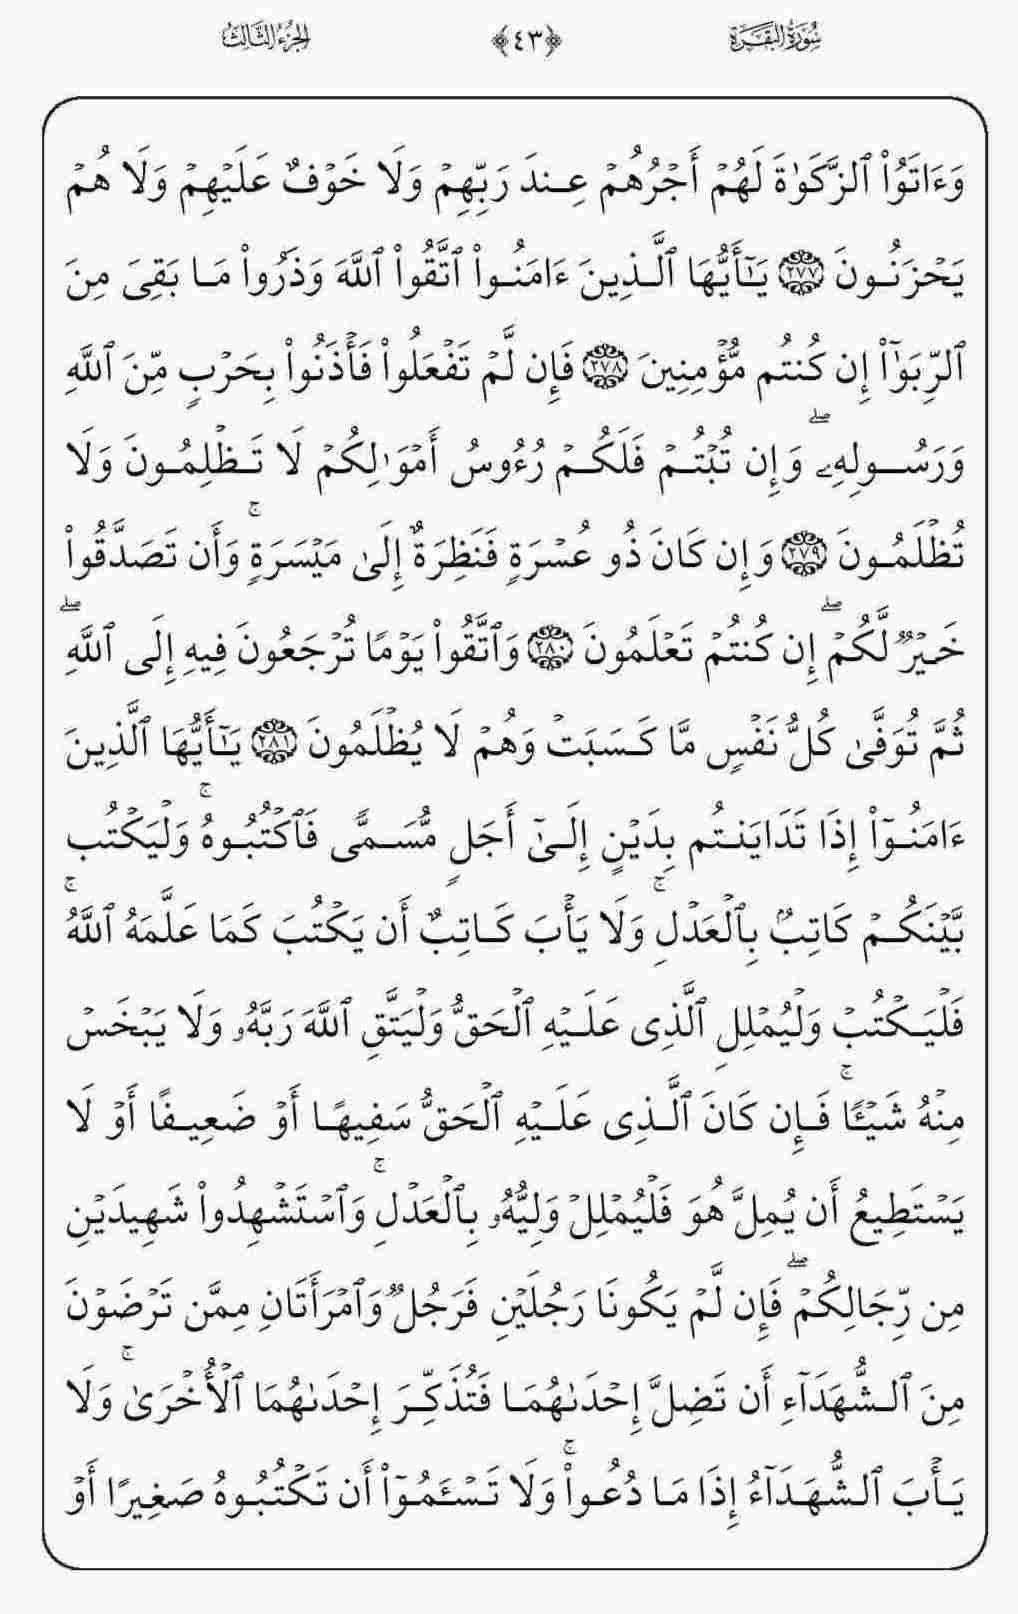 سُورَةُ البَقَرَةِ ﴿٤٣﴾ الجُزْءُ الثَّالِثُ
وَءَاتَوُاْ ٱلزَّكَوٰةَ لَهُمۡ أَجۡرُهُمۡ عِندَ رَبِّهِمۡ وَلَا خَوۡفٌ عَلَيۡهِمۡ وَلَا هُمۡ
يَحۡزَنُونَ ٢٧٧ يَـٰٓأَيُّهَا ٱلَّذِينَ ءَامَنُواْ ٱتَّقُواْ ٱللَّهَ وَذَرُواْ مَا بَقِيَ مِنَ
ٱلرِّبَوٰٓاْ إِن كُنتُم مُّؤۡمِنِينَ ٢٧٨ فَإِن لَّمۡ تَفۡعَلُواْ فَأۡذَنُواْ بِحَرۡبٍ مِّنَ ٱللَّهِ
وَرَسُولِهِۦۖ وَإِن تُبۡتُمۡ فَلَكُمۡ رُءُوسُ أَمۡوَٰلِكُمۡ لَا تَظۡلِمُونَ وَلَا
تُظۡلَمُونَ ٢٧٩ وَإِن كَانَ ذُو عُسۡرَةٍ فَنَظِرَةٌ إِلَىٰ مَيۡسَرَةٍۚ وَأَن تَصَدَّقُواْ
خَيۡرٌ لَّكُمۡۖ إِن كُنتُمۡ تَعۡلَمُونَ ٢٨٠ وَٱتَّقُواْ يَوۡمًا تُرۡجَعُونَ فِيهِ إِلَى ٱللَّهِۖ
ثُمَّ تُوَفَّىٰ كُلُّ نَفۡسٍ مَّا كَسَبَتۡ وَهُمۡ لَا يُظۡلَمُونَ ٢٨١ يَـٰٓأَيُّهَا ٱلَّذِينَ
ءَامَنُوٓاْ إِذَا تَدَايَنتُم بِدَيۡنٍ إِلَىٰٓ أَجَلٍ مُّسَمًّى فَٱكۡتُبُوهُۚ وَلۡيَكۡتُب
بَّيۡنَكُمۡ كَاتِبُۢ بِٱلۡعَدۡلِۚ وَلَا يَأۡبَ كَاتِبٌ أَن يَكۡتُبَ كَمَا عَلَّمَهُ ٱللَّهُۚ
فَلۡيَكۡتُبۡ وَلۡيُمۡلِلِ ٱلَّذِي عَلَيۡهِ ٱلۡحَقُّ وَلۡيَتَّقِ ٱللَّهَ رَبَّهُۥ وَلَا يَبۡخَسۡ
مِنۡهُ شَيۡـًٔاۚ فَإِن كَانَ ٱلَّذِي عَلَيۡهِ ٱلۡحَقُّ سَفِيهًا أَوۡ ضَعِيفًا أَوۡ لَا
يَسۡتَطِيعُ أَن يُمِلَّ هُوَ فَلۡيُمۡلِلۡ وَلِيُّهُۥ بِٱلۡعَدۡلِۚ وَٱسۡتَشۡهِدُواْ شَهِيدَيۡنِ
مِن رِّجَالِكُمۡۖ فَإِن لَّمۡ يَكُونَا رَجُلَيۡنِ فَرَجُلٌ وَٱمۡرَأَتَانِ مِمَّن تَرۡضَوۡنَ
مِنَ ٱلشُّهَدَآءِ أَن تَضِلَّ إِحۡدَىٰهُمَا فَتُذَكِّرَ إِحۡدَىٰهُمَا ٱلۡأُخۡرَىٰۚ وَلَا
يَأۡبَ ٱلشُّهَدَآءُ إِذَا مَا دُعُواْۚ وَلَا تَسۡـَٔمُوٓاْ أَن تَكۡتُبُوهُ صَغِيرًا أَوۡ